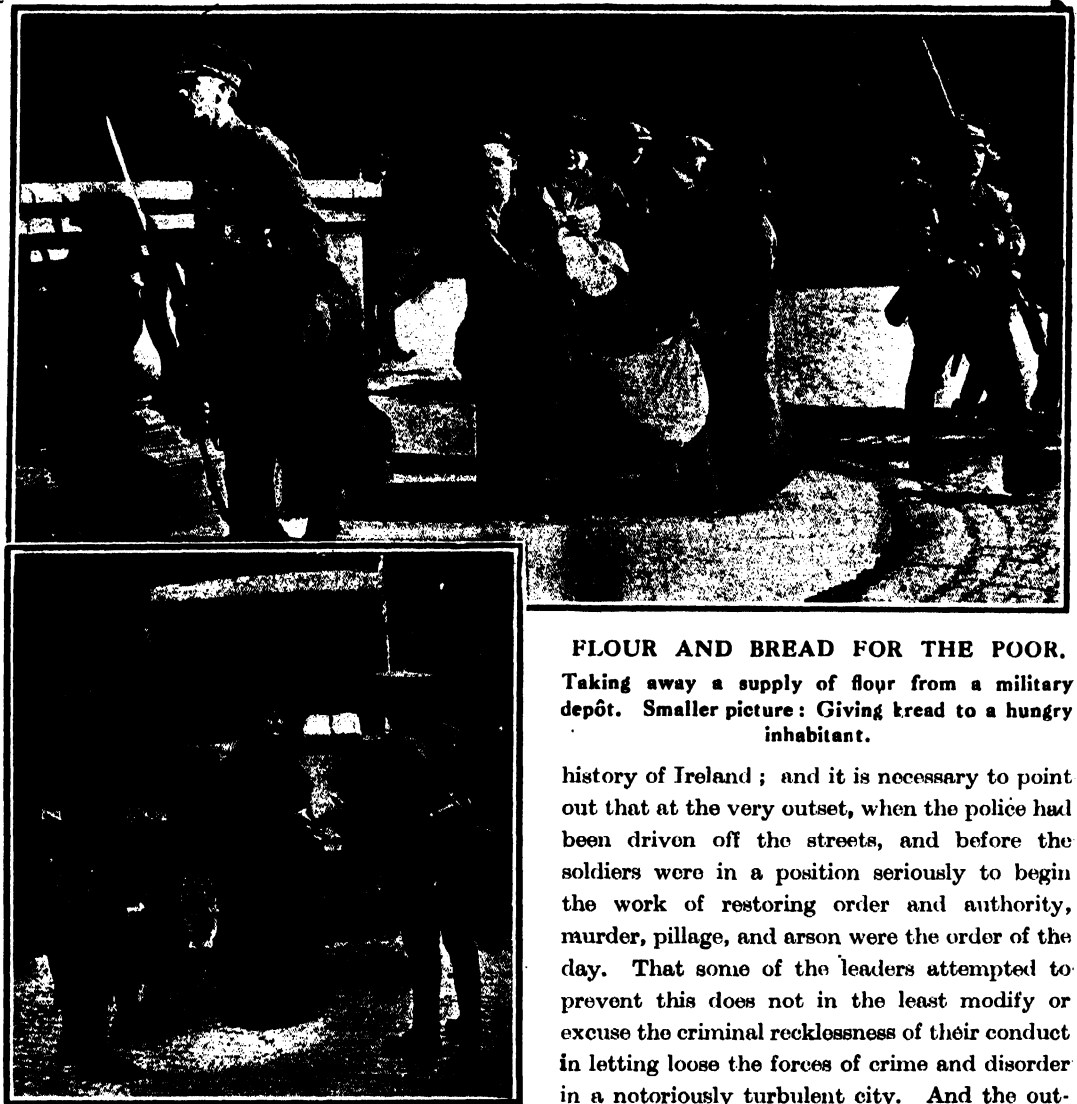 FLOUR AND BREAD FOR THE POOR.
Taking away a supply of flour from a military
depôt. Smaller picture: Giving bread to a hungry
inhabitant.
history of Ireland ; and it is necessary to point
out that at the very outset, when the police had
been driven off the streets, and before the
soldiers were in a position seriously to begin
the work of restoring order and authority,
murder, pillage, and arson were the order of the
day. That some of the leaders attempted to
prevent this does not in the least modify or
excuse the criminal recklessness of their conduct
in letting loose the forces of crime and disorder
in a notoriously turbulent city. And the out-